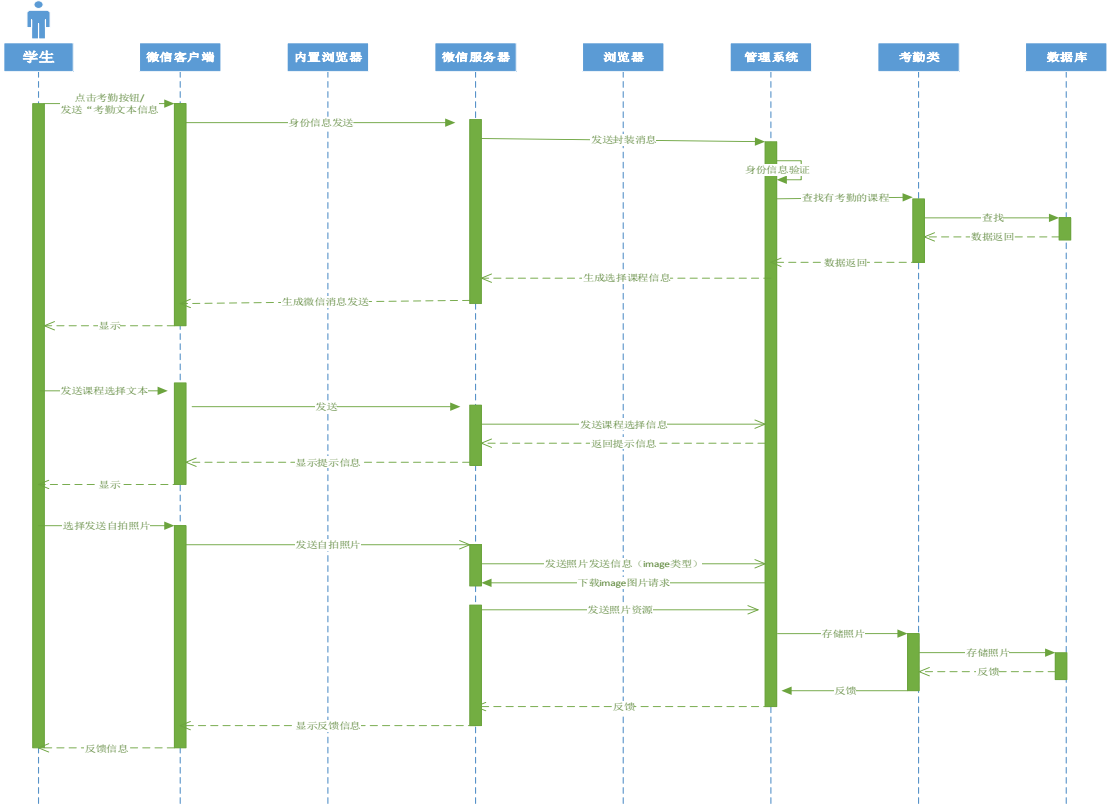 学生
微信客户端
内置浏览器
微信服务器
浏览器
管理系统
考勤类
数据库
点击考勤按钮/
发送“考勤文本信息
身份信息发送
发送封装消息
身份信息验证
查找有考勤的课程
查找
数据返回
数据返回
生成选择课程信息
生成微信消息发送
显示
发送课程选择文本
发送
发送课程选择信息
返回提示信息
显示提示信息
显示
选择发送自拍照片
发送自拍照片
发送照片发送信息（image类型）
下载image图片请求
发送照片资源
存储照片
存储照片
反馈
反馈
反馈
显示反馈信息
反馈信息